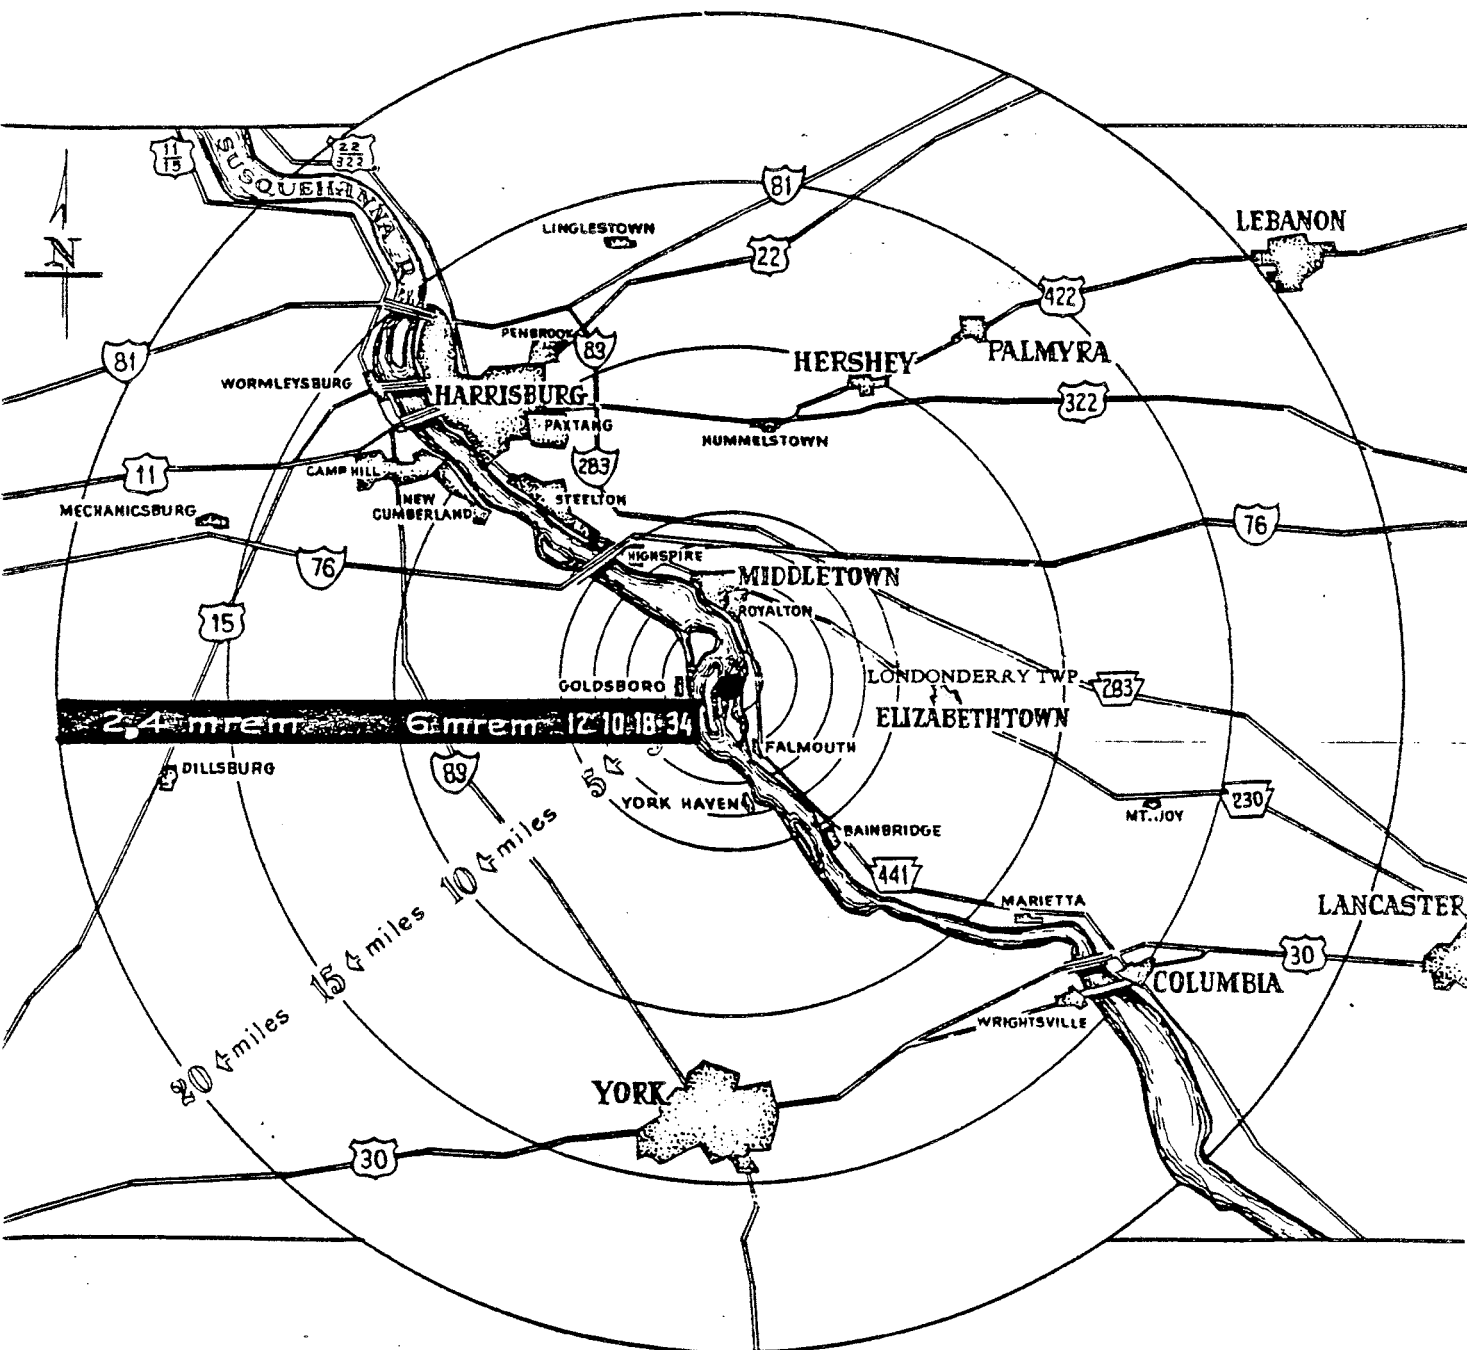 11
15
22
322
SUSQUEHANNA R.
N
81
LINGLESTOWN
22
LEBANON
422
81
PENBROOK
83
HERSHEY
PALMYRA
WORMLEYSBURG
HARRISBURG
322
PAXTANG
HUMMELSTOWN
11
CAMP HILL
283
MECHANICSBURG
NEW
CUMBERLAND
STEELTON
76
76
HIGHSPIRE
MIDDLETOWN
ROYALTON
15
GOLDSBORO
LONDONDERRY TWP.
283
ELIZABETHTOWN
2.4 mrem 6 mrem 12 10 18 34
FALMOUTH
DILLSBURG
83
5
YORK HAVEN
230
MT. JOY
BAINBRIDGE
10 miles
441
MARIETTA
LANCASTER
15 miles
30
COLUMBIA
WRIGHTSVILLE
20 miles
YORK
30